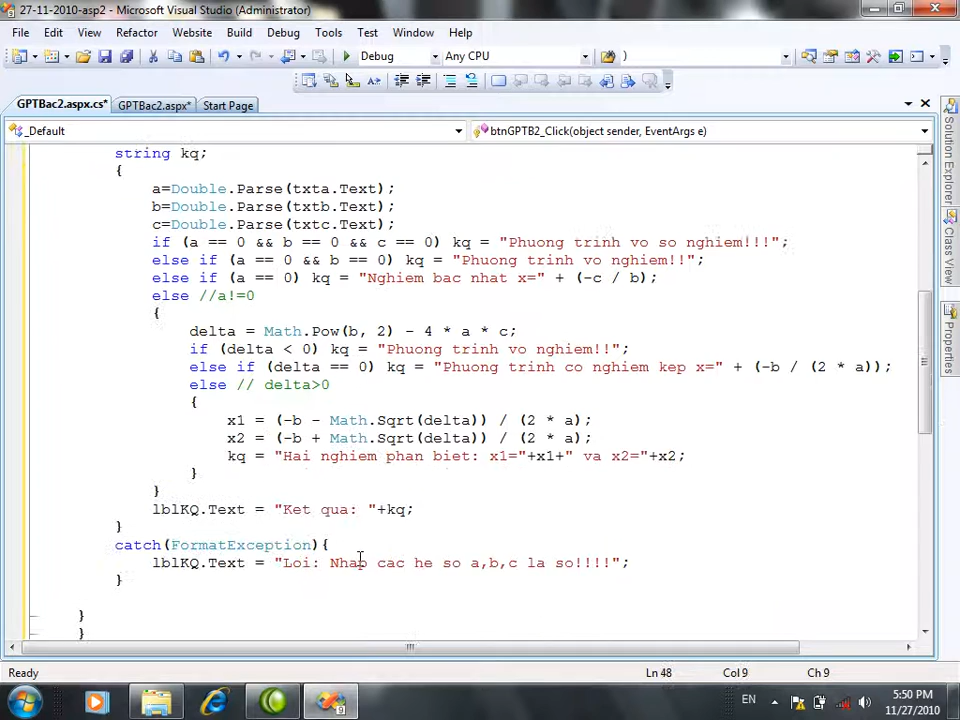 27-11-2010-asp2 - Microsoft Visual Studio (Administrator)
File Edit View Refactor Website Build Debug Tools Test Window Help
Debug Any CPU )
GPTBac2.aspx.cs* GPTBac2.aspx* Start Page
_Default btnGPTB2_Click(object sender, EventArgs e)
string kq;
{
a=Double.Parse(txta.Text);
b=Double.Parse(txtb.Text);
c=Double.Parse(txtc.Text);
if (a == 0 && b == 0 && c == 0) kq = "Phuong trinh vo so nghiem!!!";
else if (a == 0 && b == 0) kq = "Phuong trinh vo nghiem!!";
else if (a == 0) kq = "Nghiem bac nhat x=" + (-c / b);
else //a!=0
{
delta = Math.Pow(b, 2) - 4 * a * c;
if (delta < 0) kq = "Phuong trinh vo nghiem!!";
else if (delta == 0) kq = "Phuong trinh co nghiem kep x=" + (-b / (2 * a));
else // delta>0
{
x1 = (-b - Math.Sqrt(delta)) / (2 * a);
x2 = (-b + Math.Sqrt(delta)) / (2 * a);
kq = "Hai nghiem phan biet: x1="+x1+" va x2="+x2;
}
}
lblKQ.Text = "Ket qua: "+kq;
}
catch(FormatException){
lblKQ.Text = "Loi: Nhap cac he so a,b,c la so!!!!";
}
}
}
Solution Explorer
Class View
Properties
Ready Ln 48 Col 9 Ch 9
EN 5:50 PM
11/27/2010